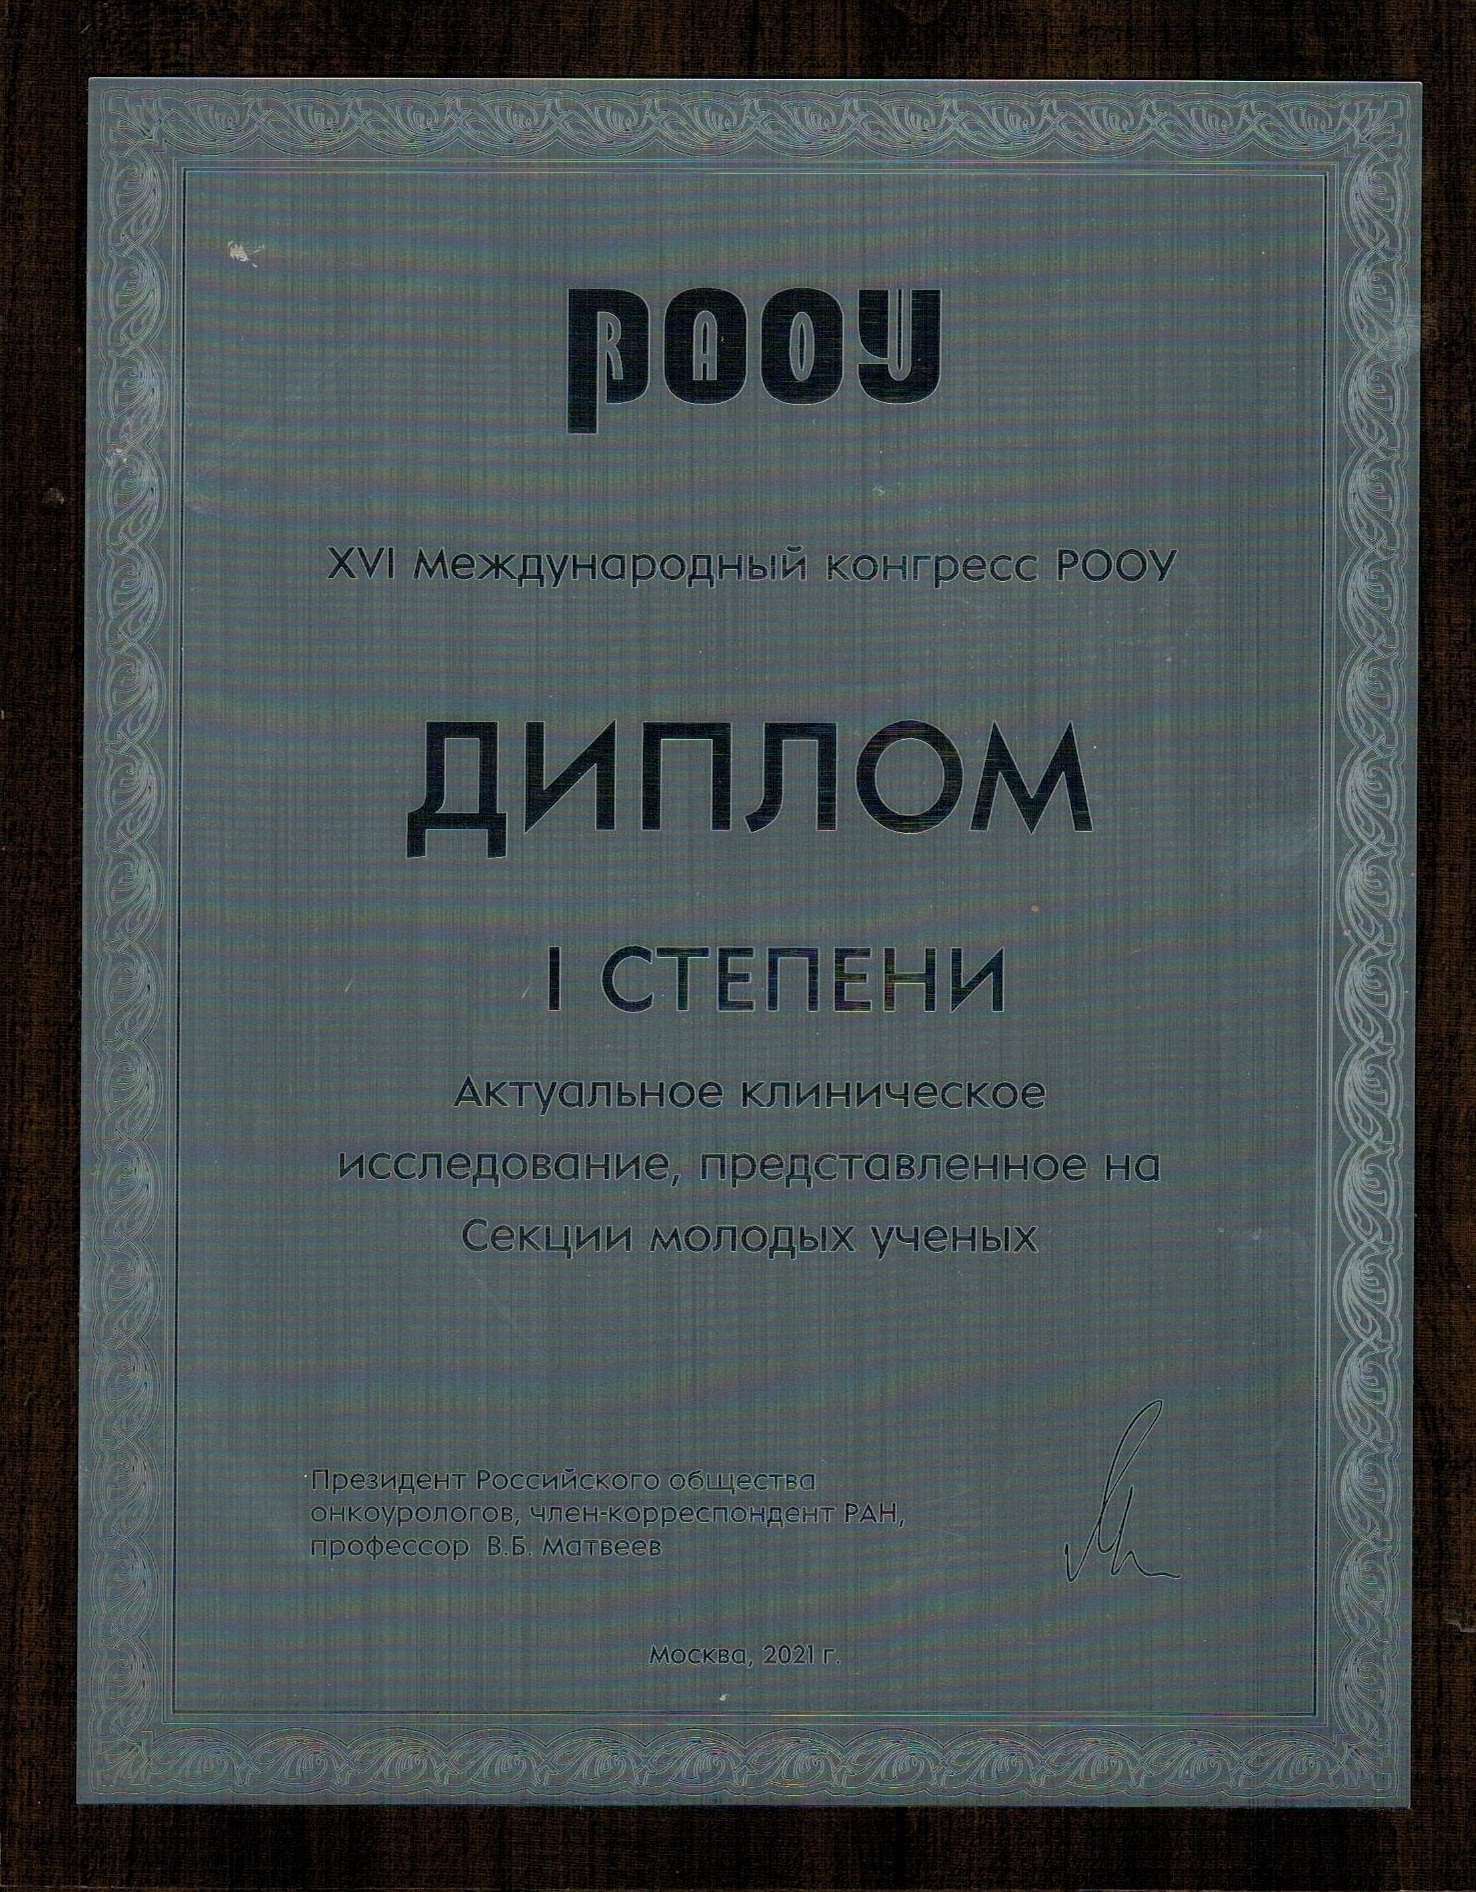 РООУ
RAOU
XVI Международный конгресс РООУ
ДИПЛОМ
I СТЕПЕНИ
Актуальное клиническое
исследование, представленное на
Секции молодых ученых
Президент Российского общества
онкоурологов, член-корреспондент РАН,
профессор В.Б. Матвеев
Москва, 2021 г.